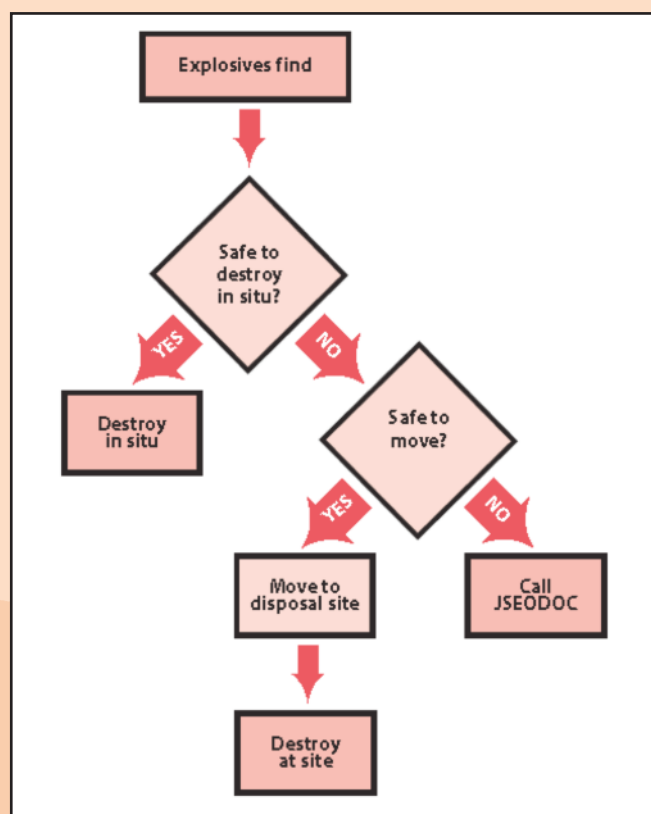 Explosives find
Safe to
destroy
in situ?
YES
NO
Destroy
in situ
Safe to
move?
YES
NO
Move to
disposal site
Call
JSEODOC
Destroy
at site